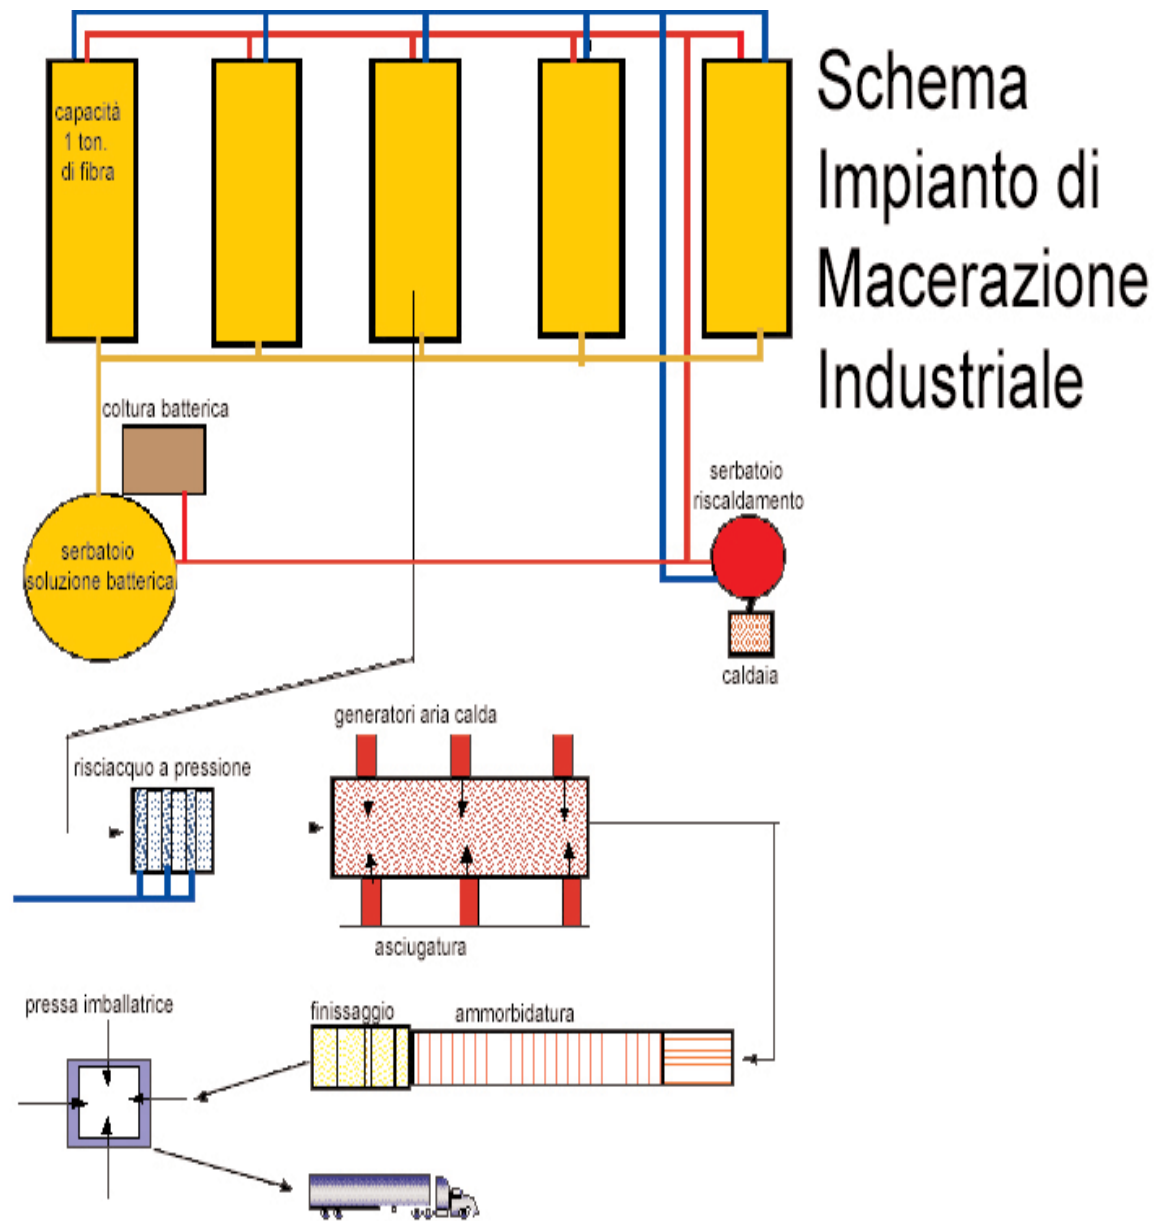 Schema
Impianto di
Macerazione
Industriale
capacità
1 ton.
di fibra
coltura batterica
serbatoio
soluzione batterica
serbatoio
riscaldamento
caldaia
generatori aria calda
risciacquo a pressione
asciugatura
pressa imballatrice
finissaggio
ammorbidatura